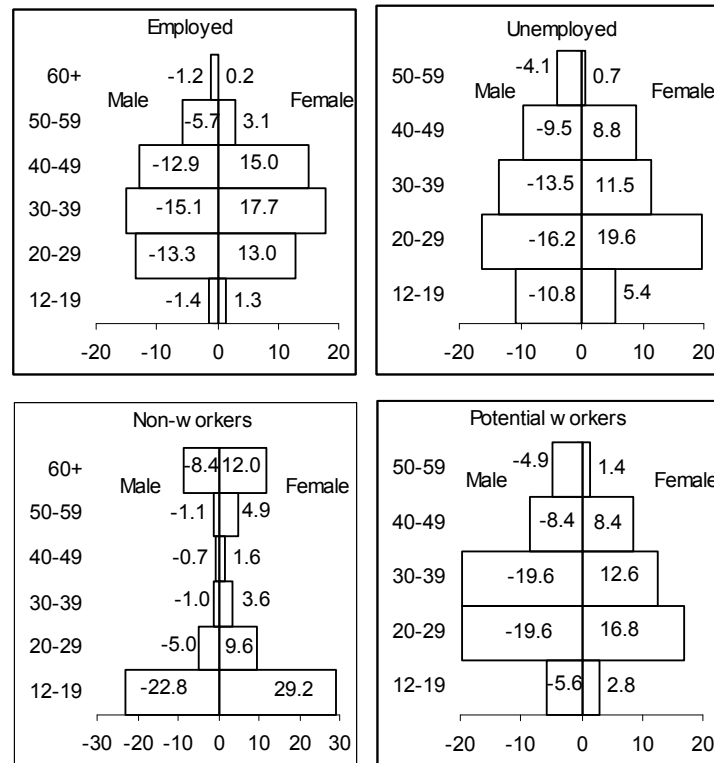 Employed
60+ -1.2 0.2
Male Female
50-59 -5.7 3.1
40-49 -12.9 15.0
30-39 -15.1 17.7
20-29 -13.3 13.0
12-19 -1.4 1.3
-20 -10 0 10 20
Unemployed
50-59 -4.1 0.7
Male Female
40-49 -9.5 8.8
30-39 -13.5 11.5
20-29 -16.2 19.6
12-19 -10.8 5.4
-20 -10 0 10 20
Non-workers
60+ -8.4 12.0
Male Female
50-59 -1.1 4.9
40-49 -0.7 1.6
30-39 -1.0 3.6
20-29 -5.0 9.6
12-19 -22.8 29.2
-30 -20 -10 0 10 20 30
Potential workers
50-59 -4.9 1.4
Male Female
40-49 -8.4 8.4
30-39 -19.6 12.6
20-29 -19.6 16.8
12-19 -5.6 2.8
-20 -10 0 10 20